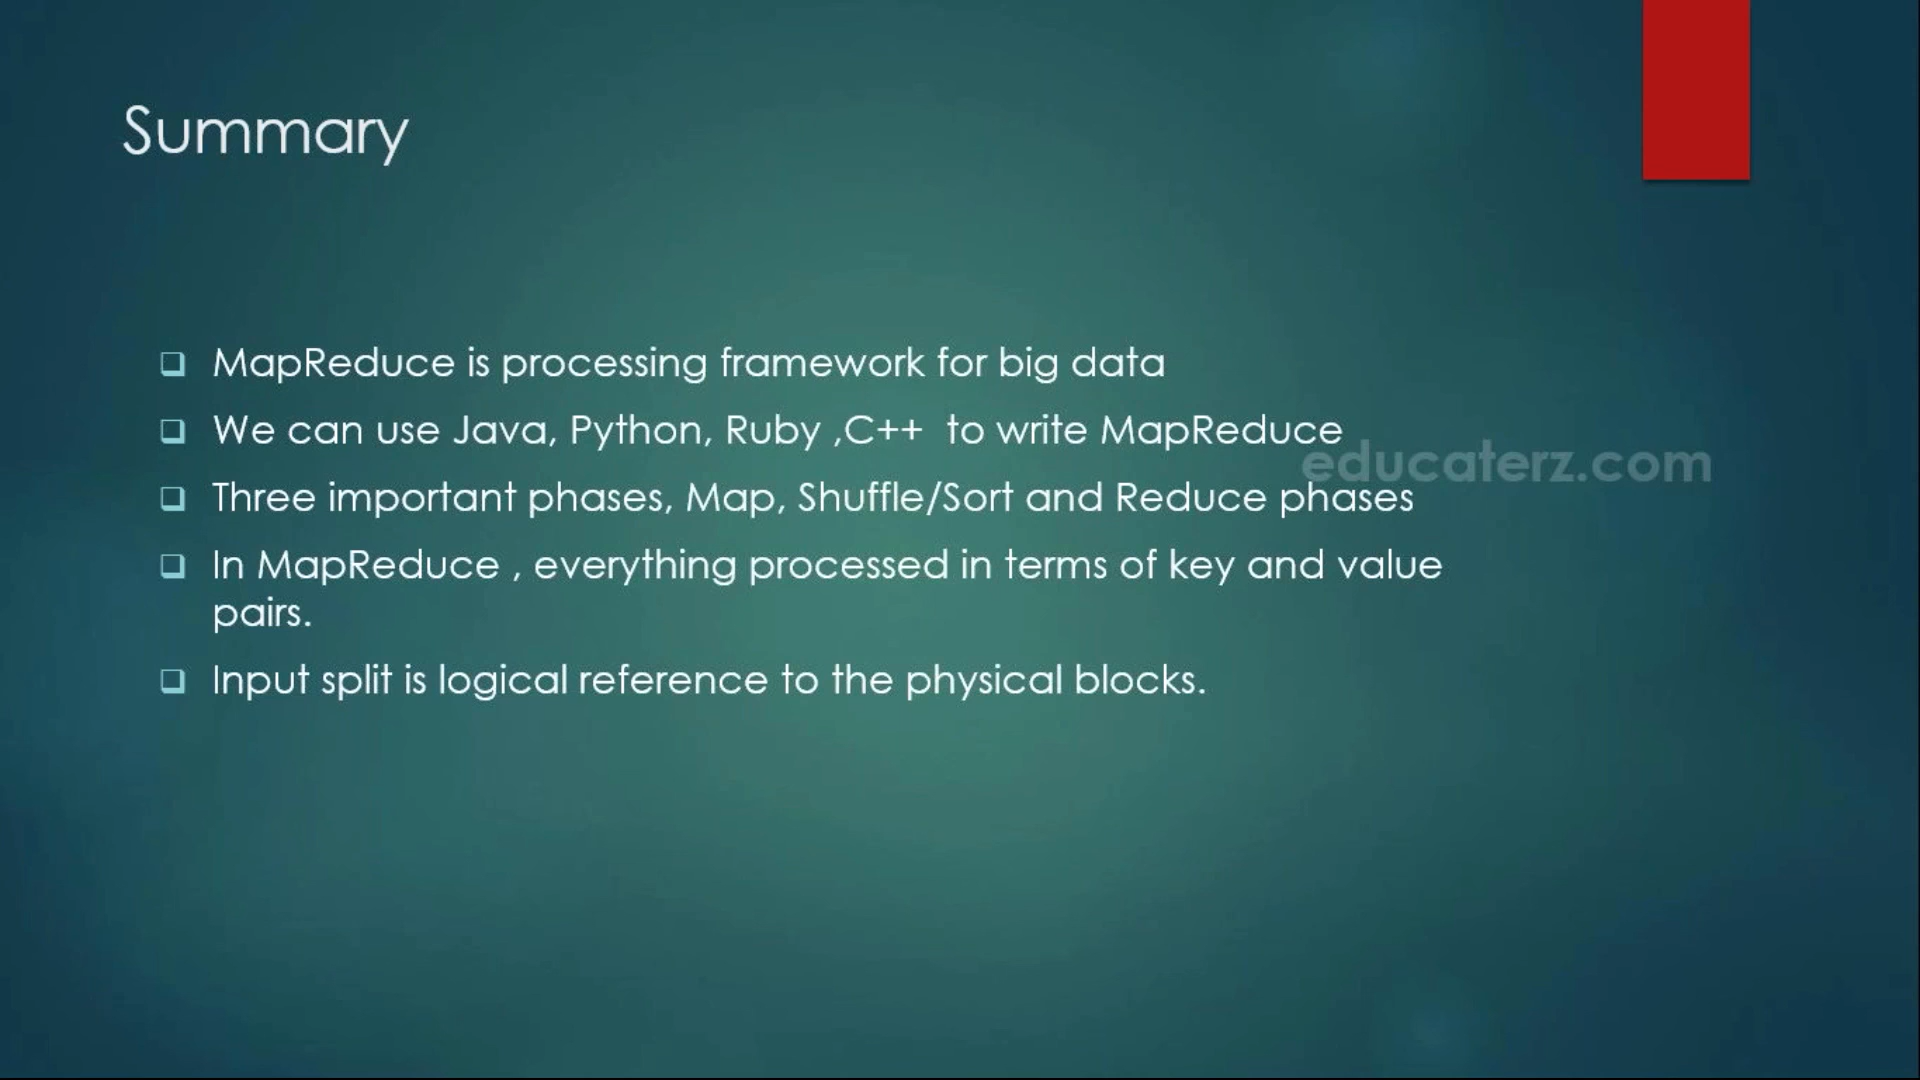 Summary
MapReduce is processing framework for big data
We can use Java, Python, Ruby ,C++  to write MapReduce
educaterz.com
Three important phases, Map, Shuffle/Sort and Reduce phases
In MapReduce , everything processed in terms of key and value
pairs.
Input split is logical reference to the physical blocks.